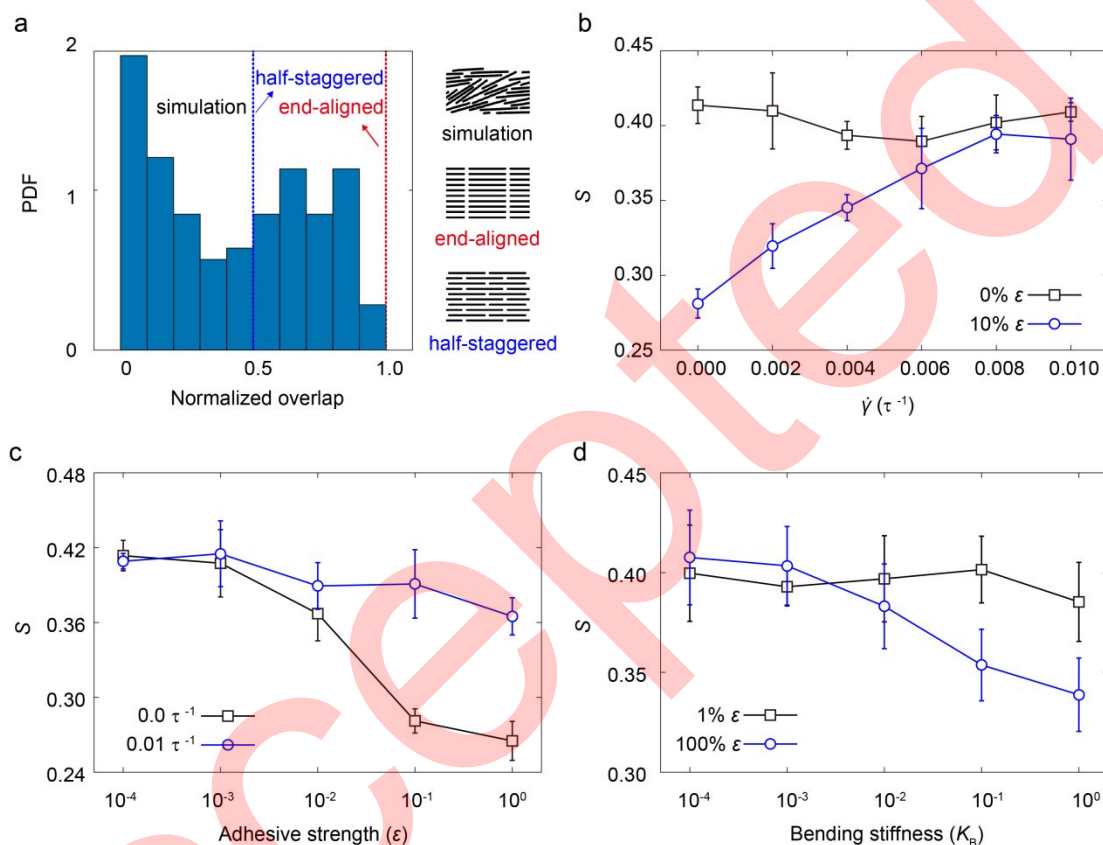 a
2
1
0
PDF
simulation
half-staggered
end-aligned
0
0.5
1.0
Normalized overlap
simulation
end-aligned
half-staggered
b
0.45
0.40
0.35
0.30
0.25
S
0% ε
10% ε
0.000 0.002 0.004 0.006 0.008 0.010
γ̇ (τ⁻¹)
c
0.48
0.42
0.36
0.30
0.24
S
0.0 τ⁻¹
0.01 τ⁻¹
10⁻⁴ 10⁻³ 10⁻² 10⁻¹ 10⁰
Adhesive strength (ε)
d
0.45
0.40
0.35
0.30
S
1% ε
100% ε
10⁻⁴ 10⁻³ 10⁻² 10⁻¹ 10⁰
Bending stiffness (K_B)
ccepted